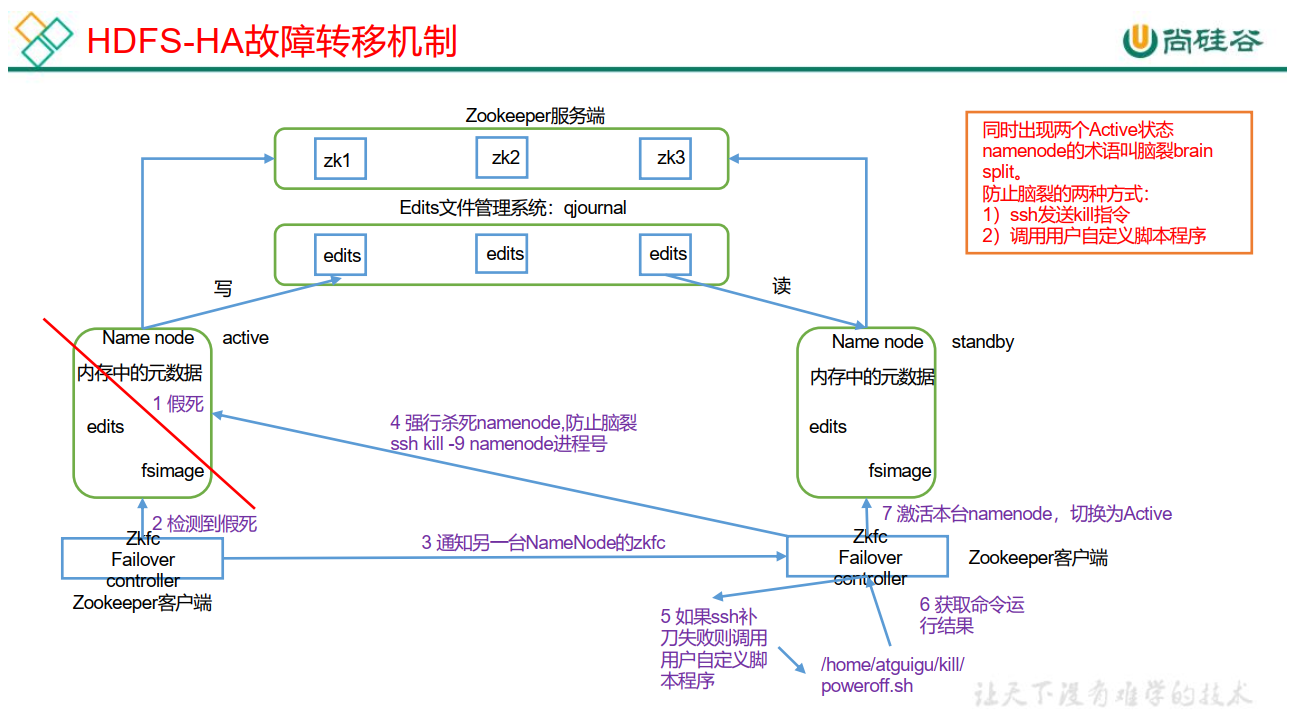 HDFS-HA故障转移机制
尚硅谷
Zookeeper服务端
zk1
zk2
zk3
Edits文件管理系统：qjournal
edits
edits
edits
同时出现两个Active状态
namenode的术语叫脑裂brain
split。
防止脑裂的两种方式：
1）ssh发送kill指令
2）调用用户自定义脚本程序
写
读
Name node
active
内存中的元数据
1 假死
edits
fsimage
Name node
standby
内存中的元数据
edits
fsimage
4 强行杀死namenode,防止脑裂
ssh kill -9 namenode进程号
2 检测到假死
Zkfc
Failover
controller
Zookeeper客户端
3 通知另一台NameNode的zkfc
7 激活本台namenode，切换为Active
Zkfc
Failover
controller
Zookeeper客户端
5 如果ssh补
刀失败则调用
用户自定义脚
本程序
6 获取命令运
行结果
/home/atguigu/kill/
poweroff.sh
让天下没有难学的技术